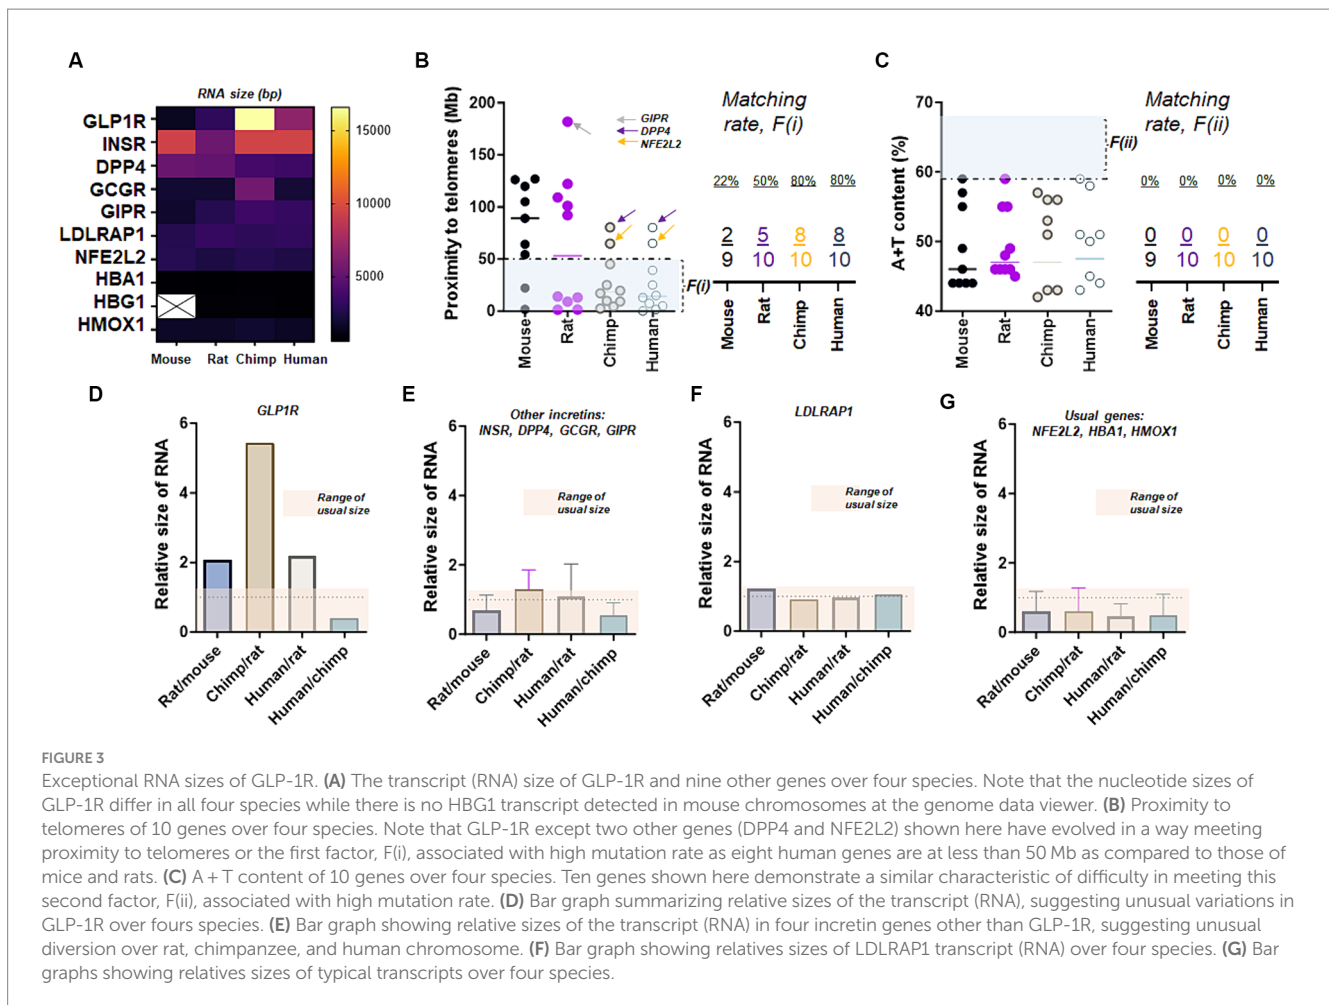 A
RNA size (bp)
GLP1R
INSR
DPP4
GCGR
GIPR
LDLRAP1
NFE2L2
HBA1
HBG1
HMOX1
Mouse Rat Chimp Human
15000
10000
5000
B
Proximity to telomeres (Mb)
200
150
100
50
0
GIPR
DPP4
NFE2L2
F(i)
Mouse
Rat
Chimp
Human
Matching
rate, F(i)
22% 50% 80% 80%
2 5 8 8
9 10 10 10
Mouse
Rat
Chimp
Human
C
A+T content (%)
70
60
50
40
F(ii)
Mouse
Rat
Chimp
Human
Matching
rate, F(ii)
0% 0% 0% 0%
0 0 0 0
9 10 10 10
Mouse
Rat
Chimp
Human
D
GLP1R
Relative size of RNA
6
4
2
0
Range of
usual size
Rat/mouse
Chimp/rat
Human/rat
Human/chimp
E
Other incretins:
INSR, DPP4, GCGR, GIPR
Relative size of RNA
6
4
2
0
Range of
usual size
Rat/mouse
Chimp/rat
Human/rat
Human/chimp
F
LDLRAP1
Relative size of RNA
6
4
2
0
Range of
usual size
Rat/mouse
Chimp/rat
Human/rat
Human/chimp
G
Usual genes:
NFE2L2, HBA1, HMOX1
Relative size of RNA
6
4
2
0
Range of
usual size
Rat/mouse
Chimp/rat
Human/rat
Human/chimp
FIGURE 3
Exceptional RNA sizes of GLP-1R. (A) The transcript (RNA) size of GLP-1R and nine other genes over four species. Note that the nucleotide sizes of
GLP-1R differ in all four species while there is no HBG1 transcript detected in mouse chromosomes at the genome data viewer. (B) Proximity to
telomeres of 10 genes over four species. Note that GLP-1R except two other genes (DPP4 and NFE2L2) shown here have evolved in a way meeting
proximity to telomeres or the first factor, F(i), associated with high mutation rate as eight human genes are at less than 50 Mb as compared to those of
mice and rats. (C) A + T content of 10 genes over four species. Ten genes shown here demonstrate a similar characteristic of difficulty in meeting this
second factor, F(ii), associated with high mutation rate. (D) Bar graph summarizing relative sizes of the transcript (RNA), suggesting unusual variations in
GLP-1R over fours species. (E) Bar graph showing relative sizes of the transcript (RNA) in four incretin genes other than GLP-1R, suggesting unusual
diversion over rat, chimpanzee, and human chromosome. (F) Bar graph showing relatives sizes of LDLRAP1 transcript (RNA) over four species. (G) Bar
graphs showing relatives sizes of typical transcripts over four species.